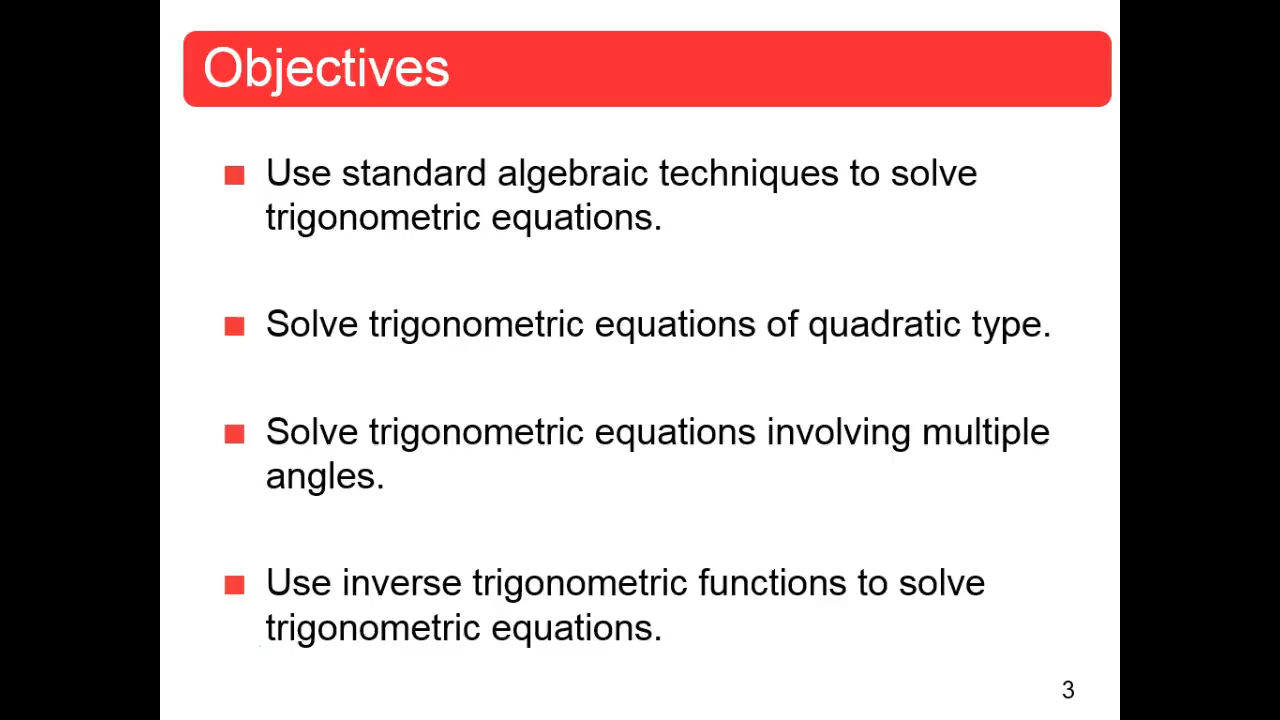 Objectives
Use standard algebraic techniques to solve
trigonometric equations.
Solve trigonometric equations of quadratic type.
Solve trigonometric equations involving multiple
angles.
Use inverse trigonometric functions to solve
trigonometric equations.
3